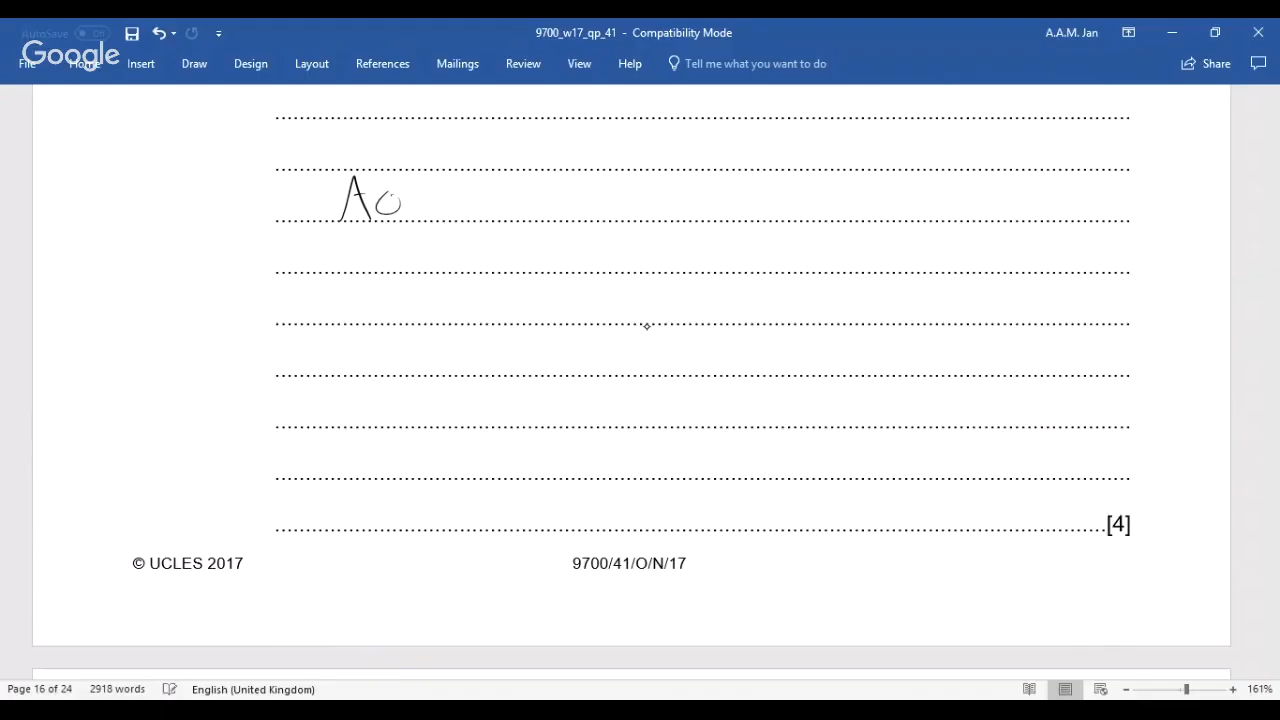 AutoSave Off 9700_w17_qp_41 - Compatibility Mode A.A.M. Jan
Google
File Home Insert Draw Design Layout References Mailings Review View Help Tell me what you want to do Share
A
[4]
© UCLES 2017 9700/41/O/N/17
Page 16 of 24 2918 words English (United Kingdom) 161%